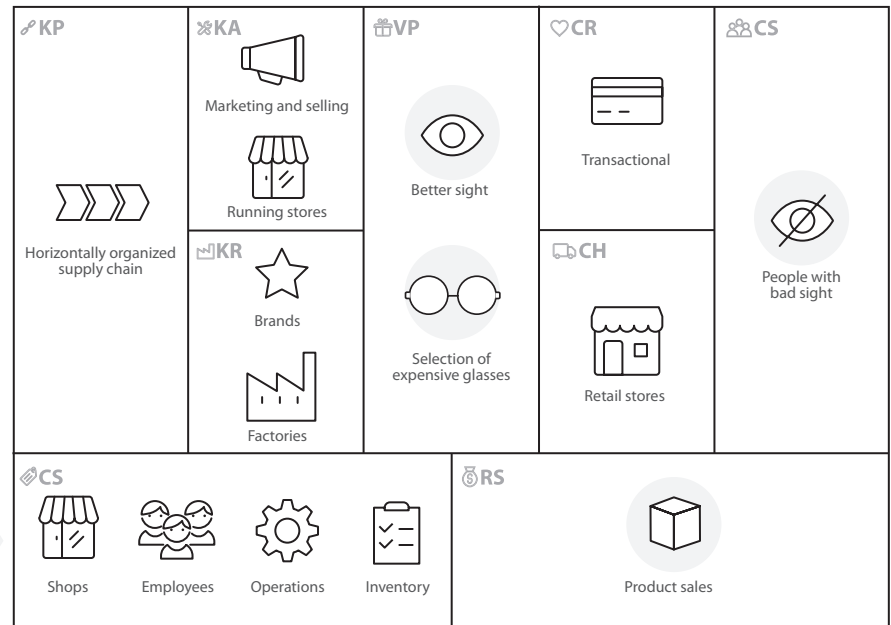 KP
Horizontally organized
supply chain
KA
Marketing and selling
Running stores
KR
Brands
Factories
VP
Better sight
Selection of
expensive glasses
CR
Transactional
CH
Retail stores
CS
People with
bad sight
CS
Shops
Employees
Operations
Inventory
RS
Product sales